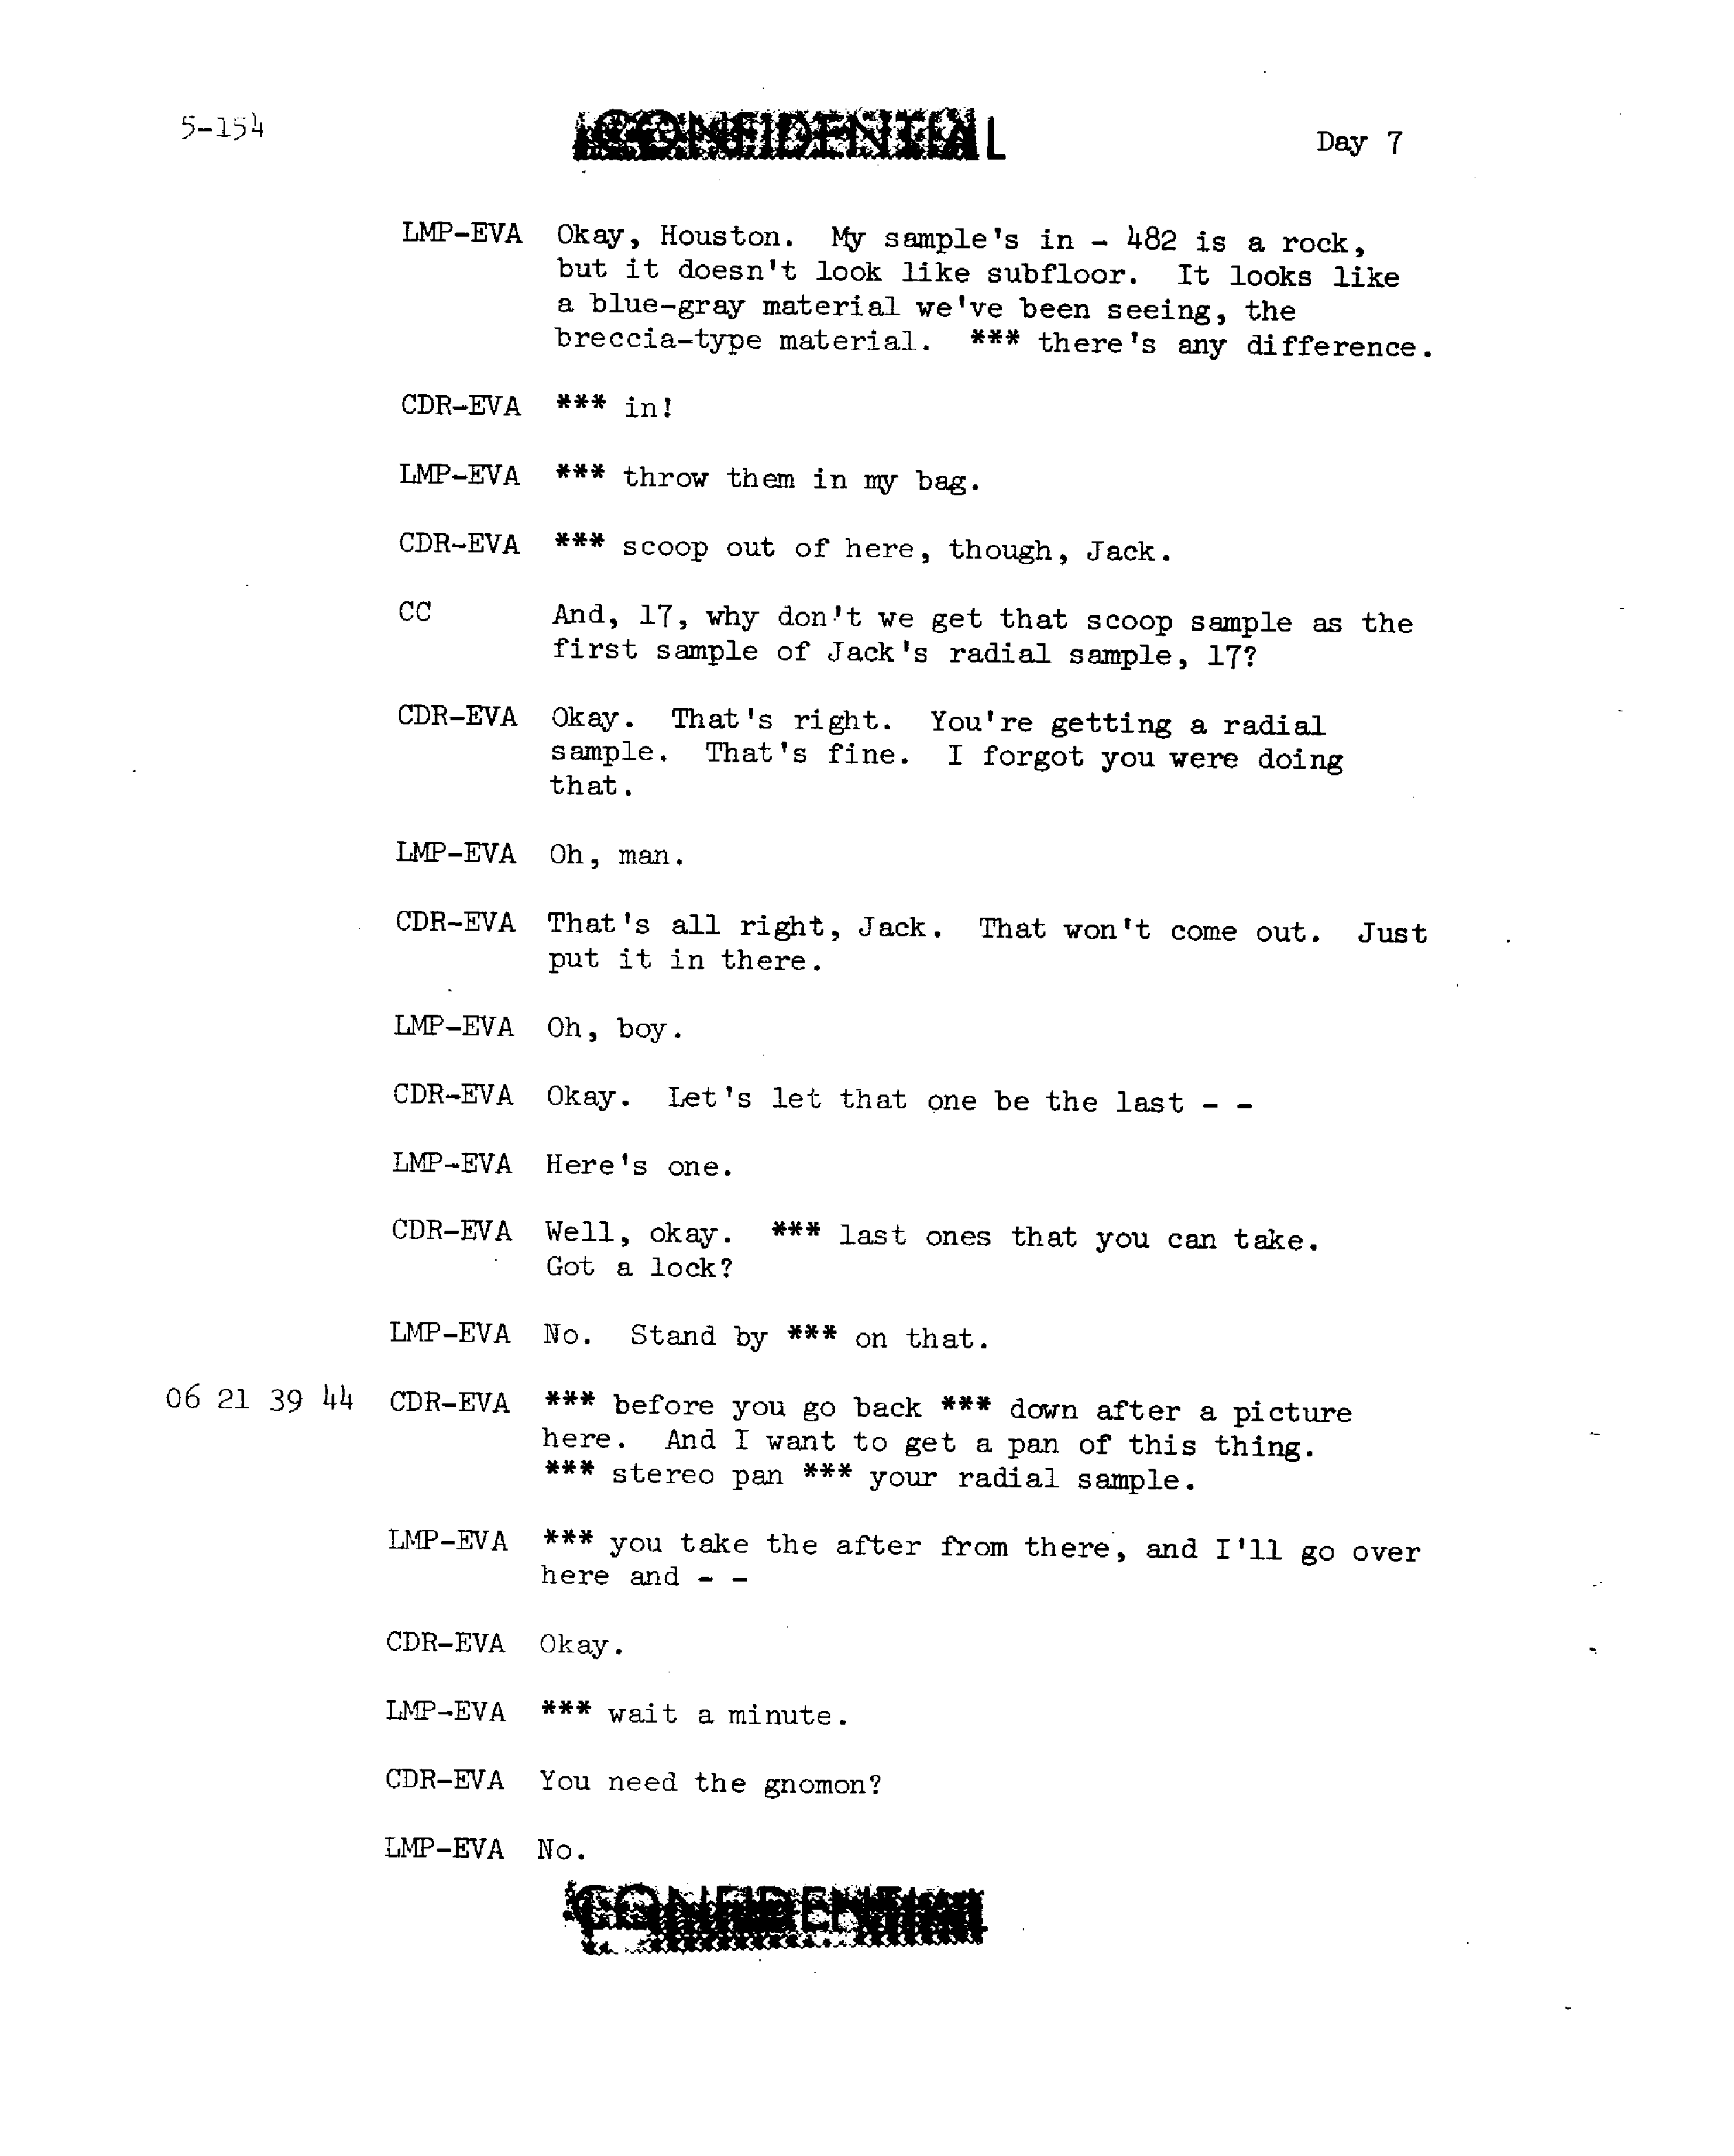 5-154
CONFIDENTIAL
Day 7
LMP-EVA Okay, Houston. My sample's in - 482 is a rock,
but it doesn't look like subfloor. It looks like
a blue-gray material we've been seeing, the
breccia-type material. *** there's any difference.
CDR-EVA *** in!
LMP-EVA *** throw them in my bag.
CDR-EVA *** scoop out of here, though, Jack.
CC And, 17, why don't we get that scoop sample as the
first sample of Jack's radial sample, 17?
CDR-EVA Okay. That's right. You're getting a radial
sample. That's fine. I forgot you were doing
that.
LMP-EVA Oh, man.
CDR-EVA That's all right, Jack. That won't come out. Just
put it in there.
LMP-EVA Oh, boy.
CDR-EVA Okay. Let's let that one be the last - -
LMP-EVA Here's one.
CDR-EVA Well, okay. *** last ones that you can take.
Got a lock?
LMP-EVA No. Stand by *** on that.
06 21 39 44 CDR-EVA *** before you go back *** down after a picture
here. And I want to get a pan of this thing.
*** stereo pan *** your radial sample.
LMP-EVA *** you take the after from there, and I'll go over
here and - -
CDR-EVA Okay.
LMP-EVA *** wait a minute.
CDR-EVA You need the gnomon?
LMP-EVA No.
CONFIDENTIAL